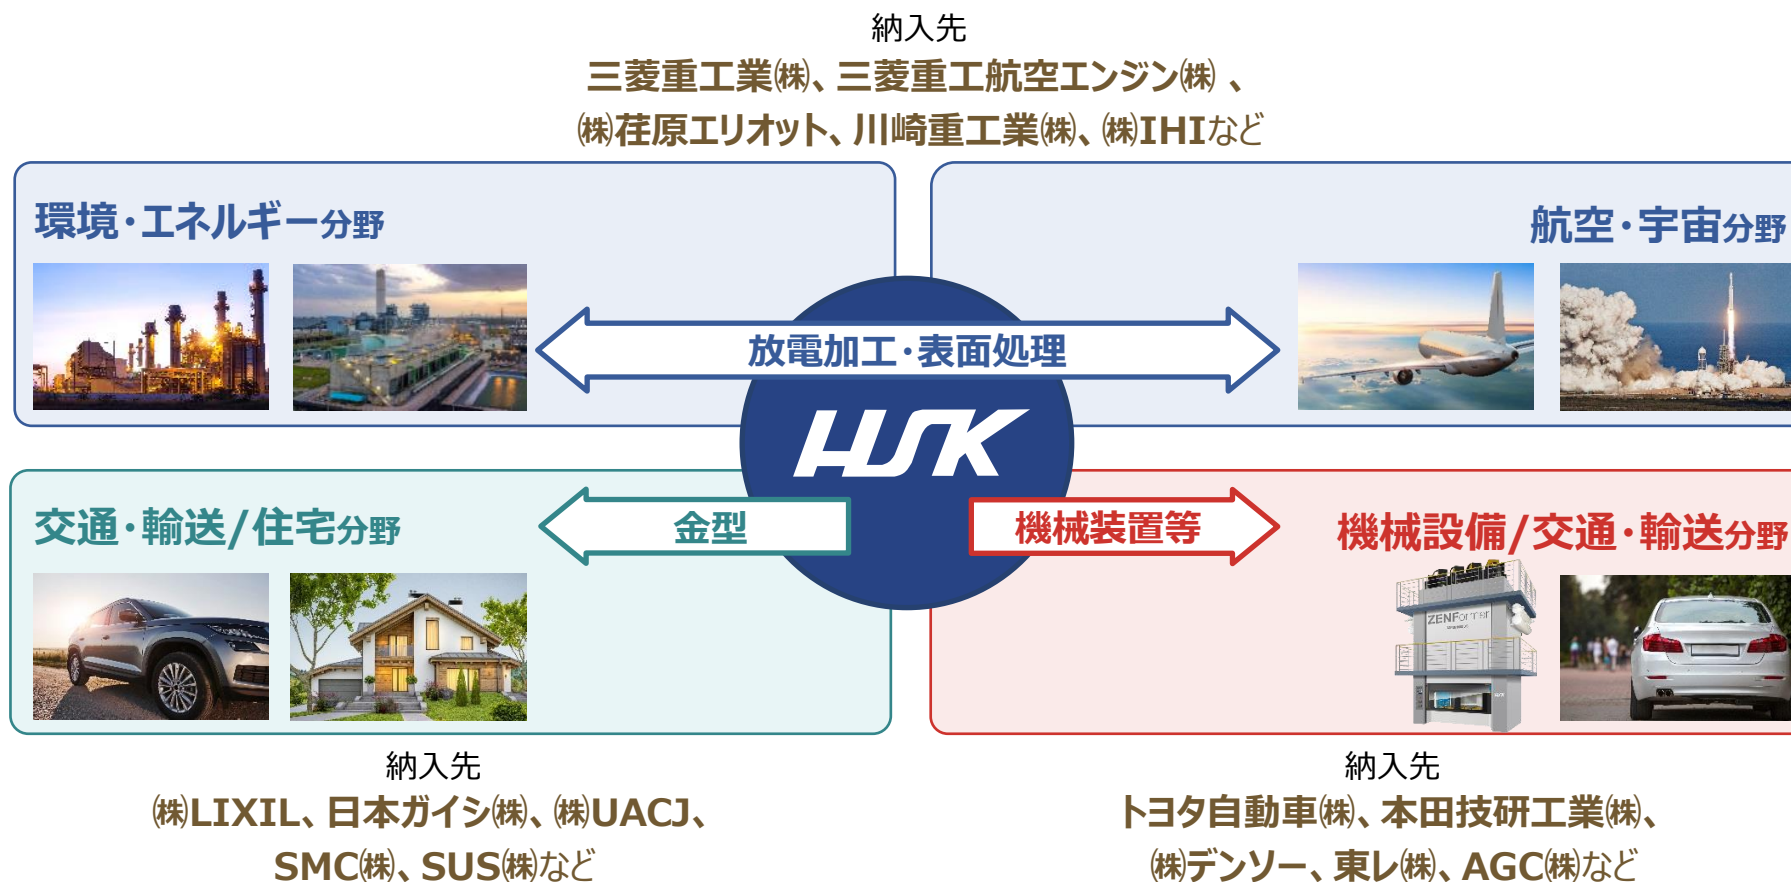 納入先
三菱重工業㈱、三菱重工航空エンジン㈱ 、
㈱荏原エリオット、川崎重工業㈱、㈱IHIなど
環境・エネルギー分野
航空・宇宙分野
放電加工・表面処理
HSK
交通・輸送/住宅分野
金型
機械装置等
機械設備/交通・輸送分野
ZENFormer
納入先
㈱LIXIL、日本ガイシ㈱、㈱UACJ、
SMC㈱、SUS㈱など
納入先
トヨタ自動車㈱、本田技研工業㈱、
㈱デンソー、東レ㈱、AGC㈱など